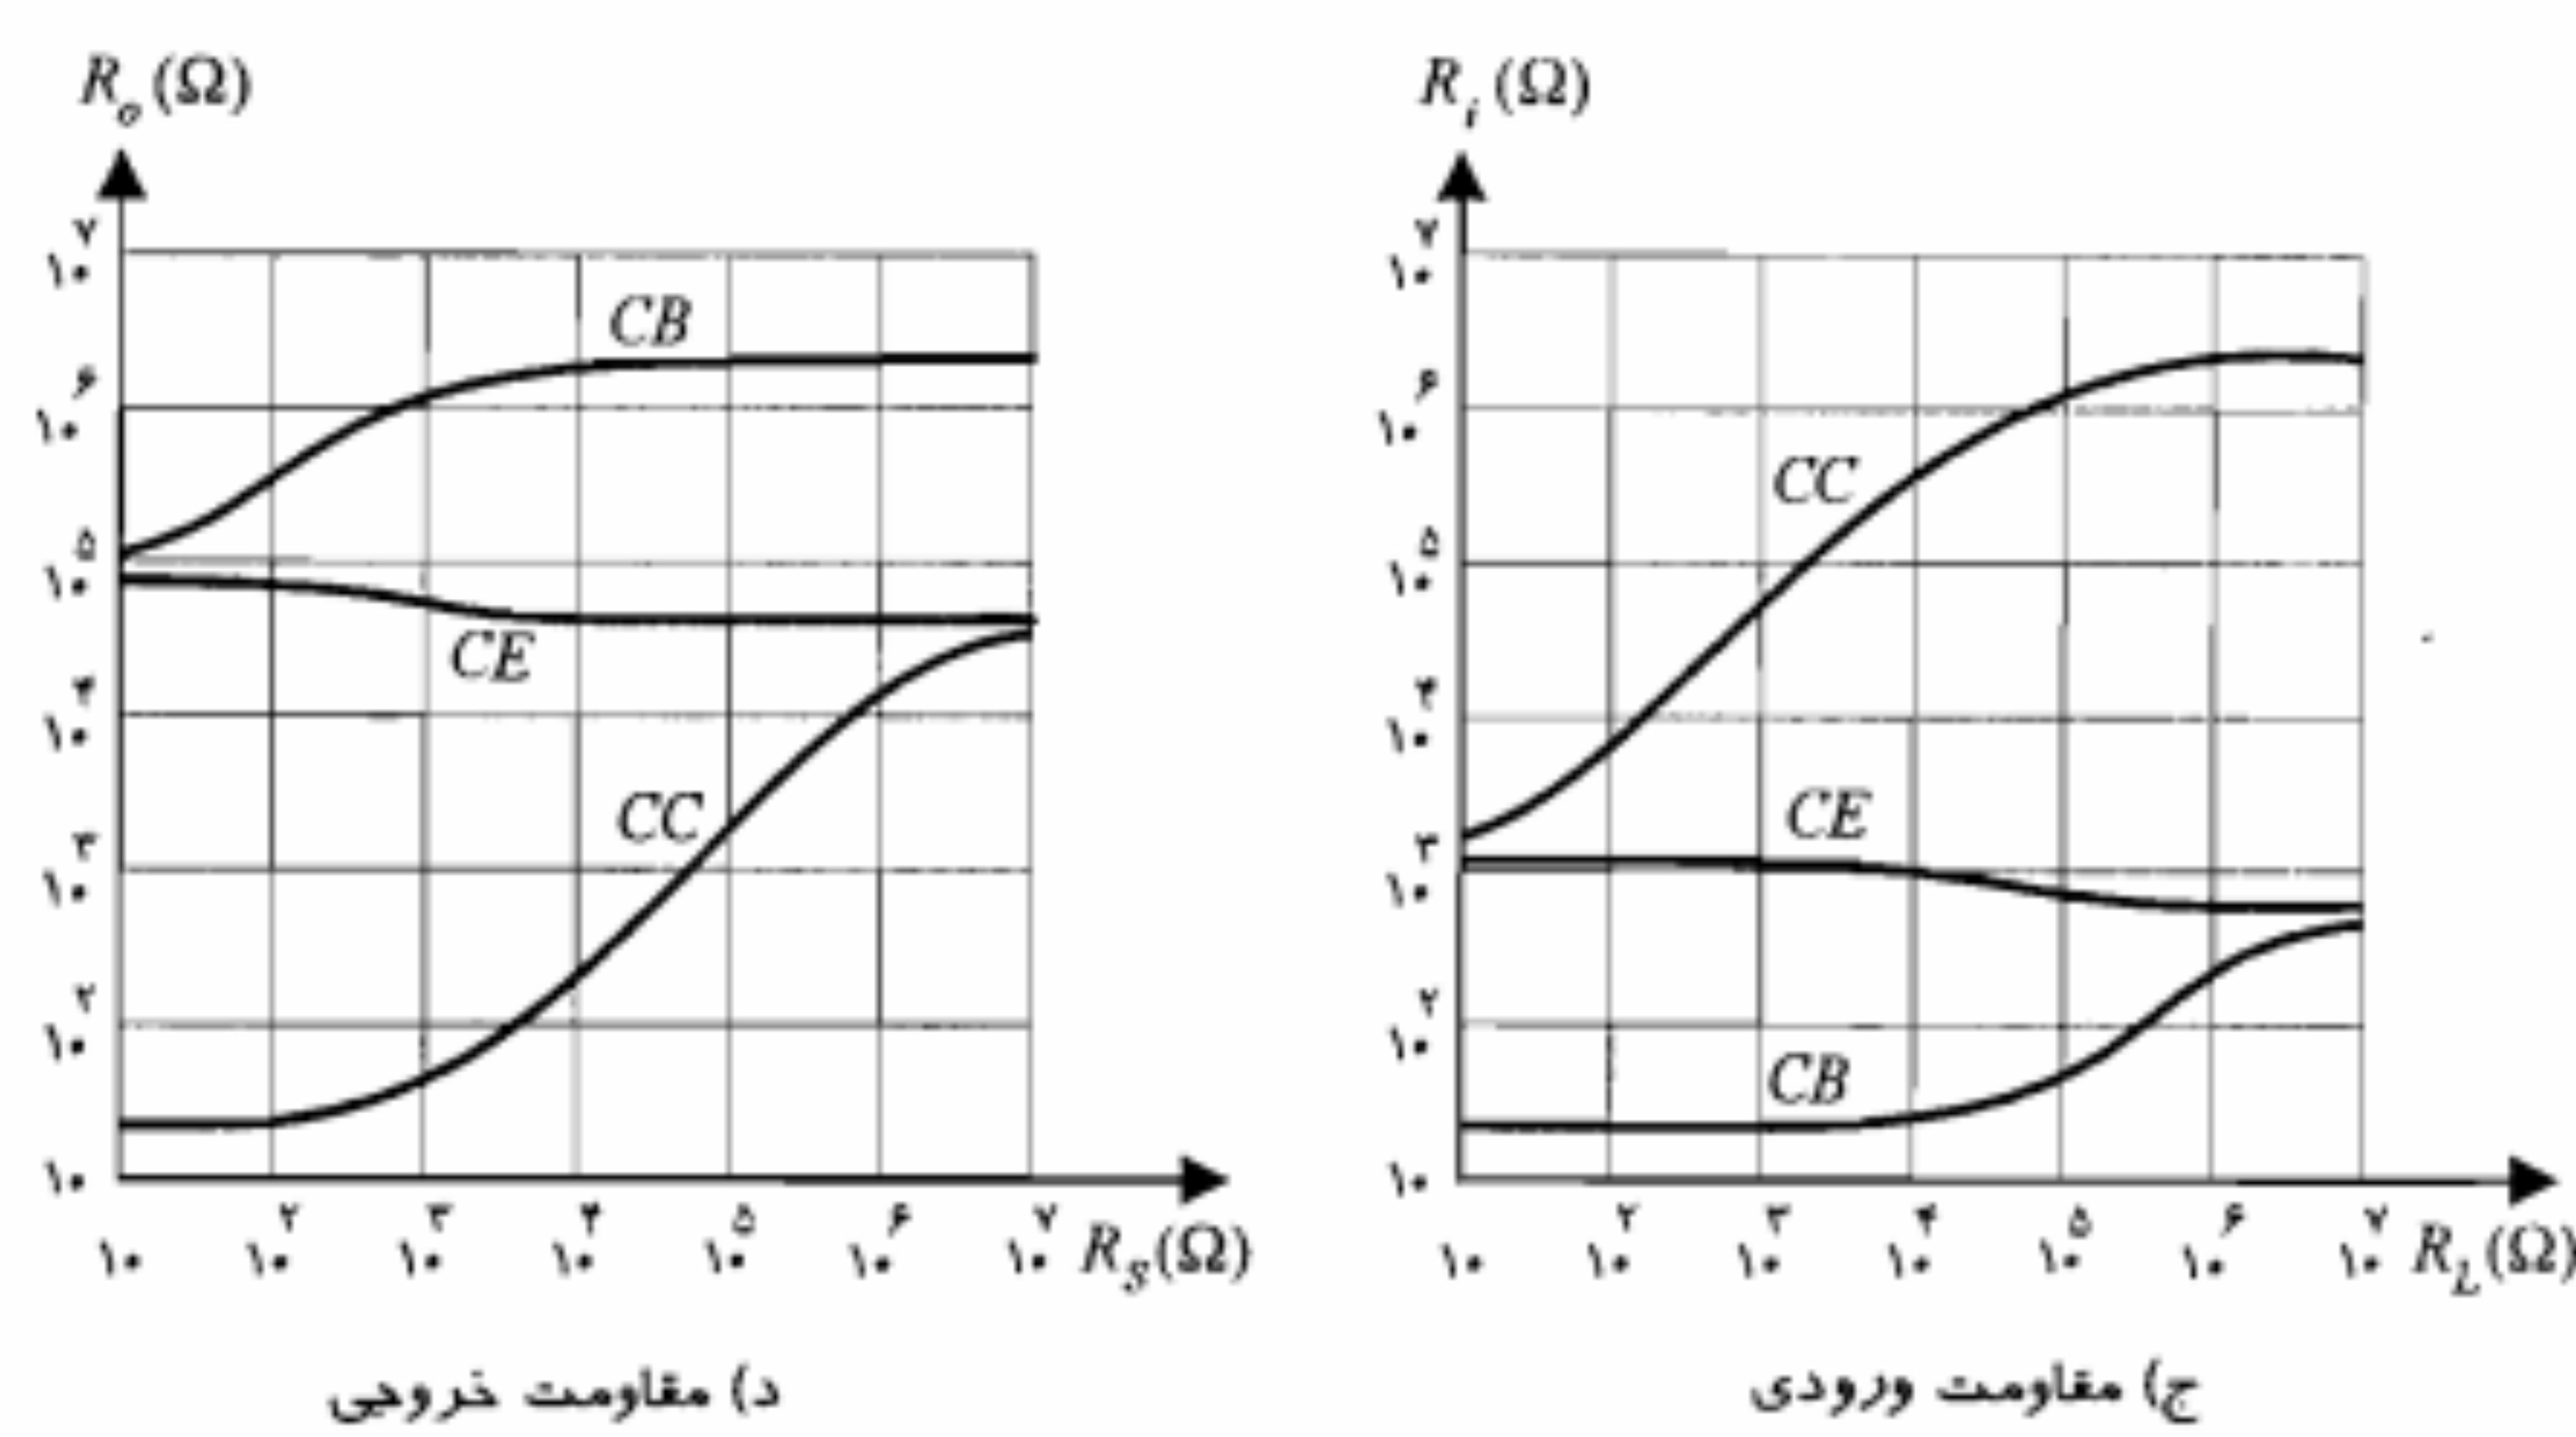 R_o (Ω)
۱۰^۷
۱۰^۶
۱۰^۵
۱۰^۴
۱۰^۳
۱۰^۲
۱۰
CB
CE
CC
۱۰ ۱۰^۲ ۱۰^۳ ۱۰^۴ ۱۰^۵ ۱۰^۶ ۱۰^۷ R_S(Ω)
د) مقاومت خروجی
R_i (Ω)
۱۰^۷
۱۰^۶
۱۰^۵
۱۰^۴
۱۰^۳
۱۰^۲
۱۰
CC
CE
CB
۱۰ ۱۰^۲ ۱۰^۳ ۱۰^۴ ۱۰^۵ ۱۰^۶ ۱۰^۷ R_L(Ω)
ج) مقاومت ورودی